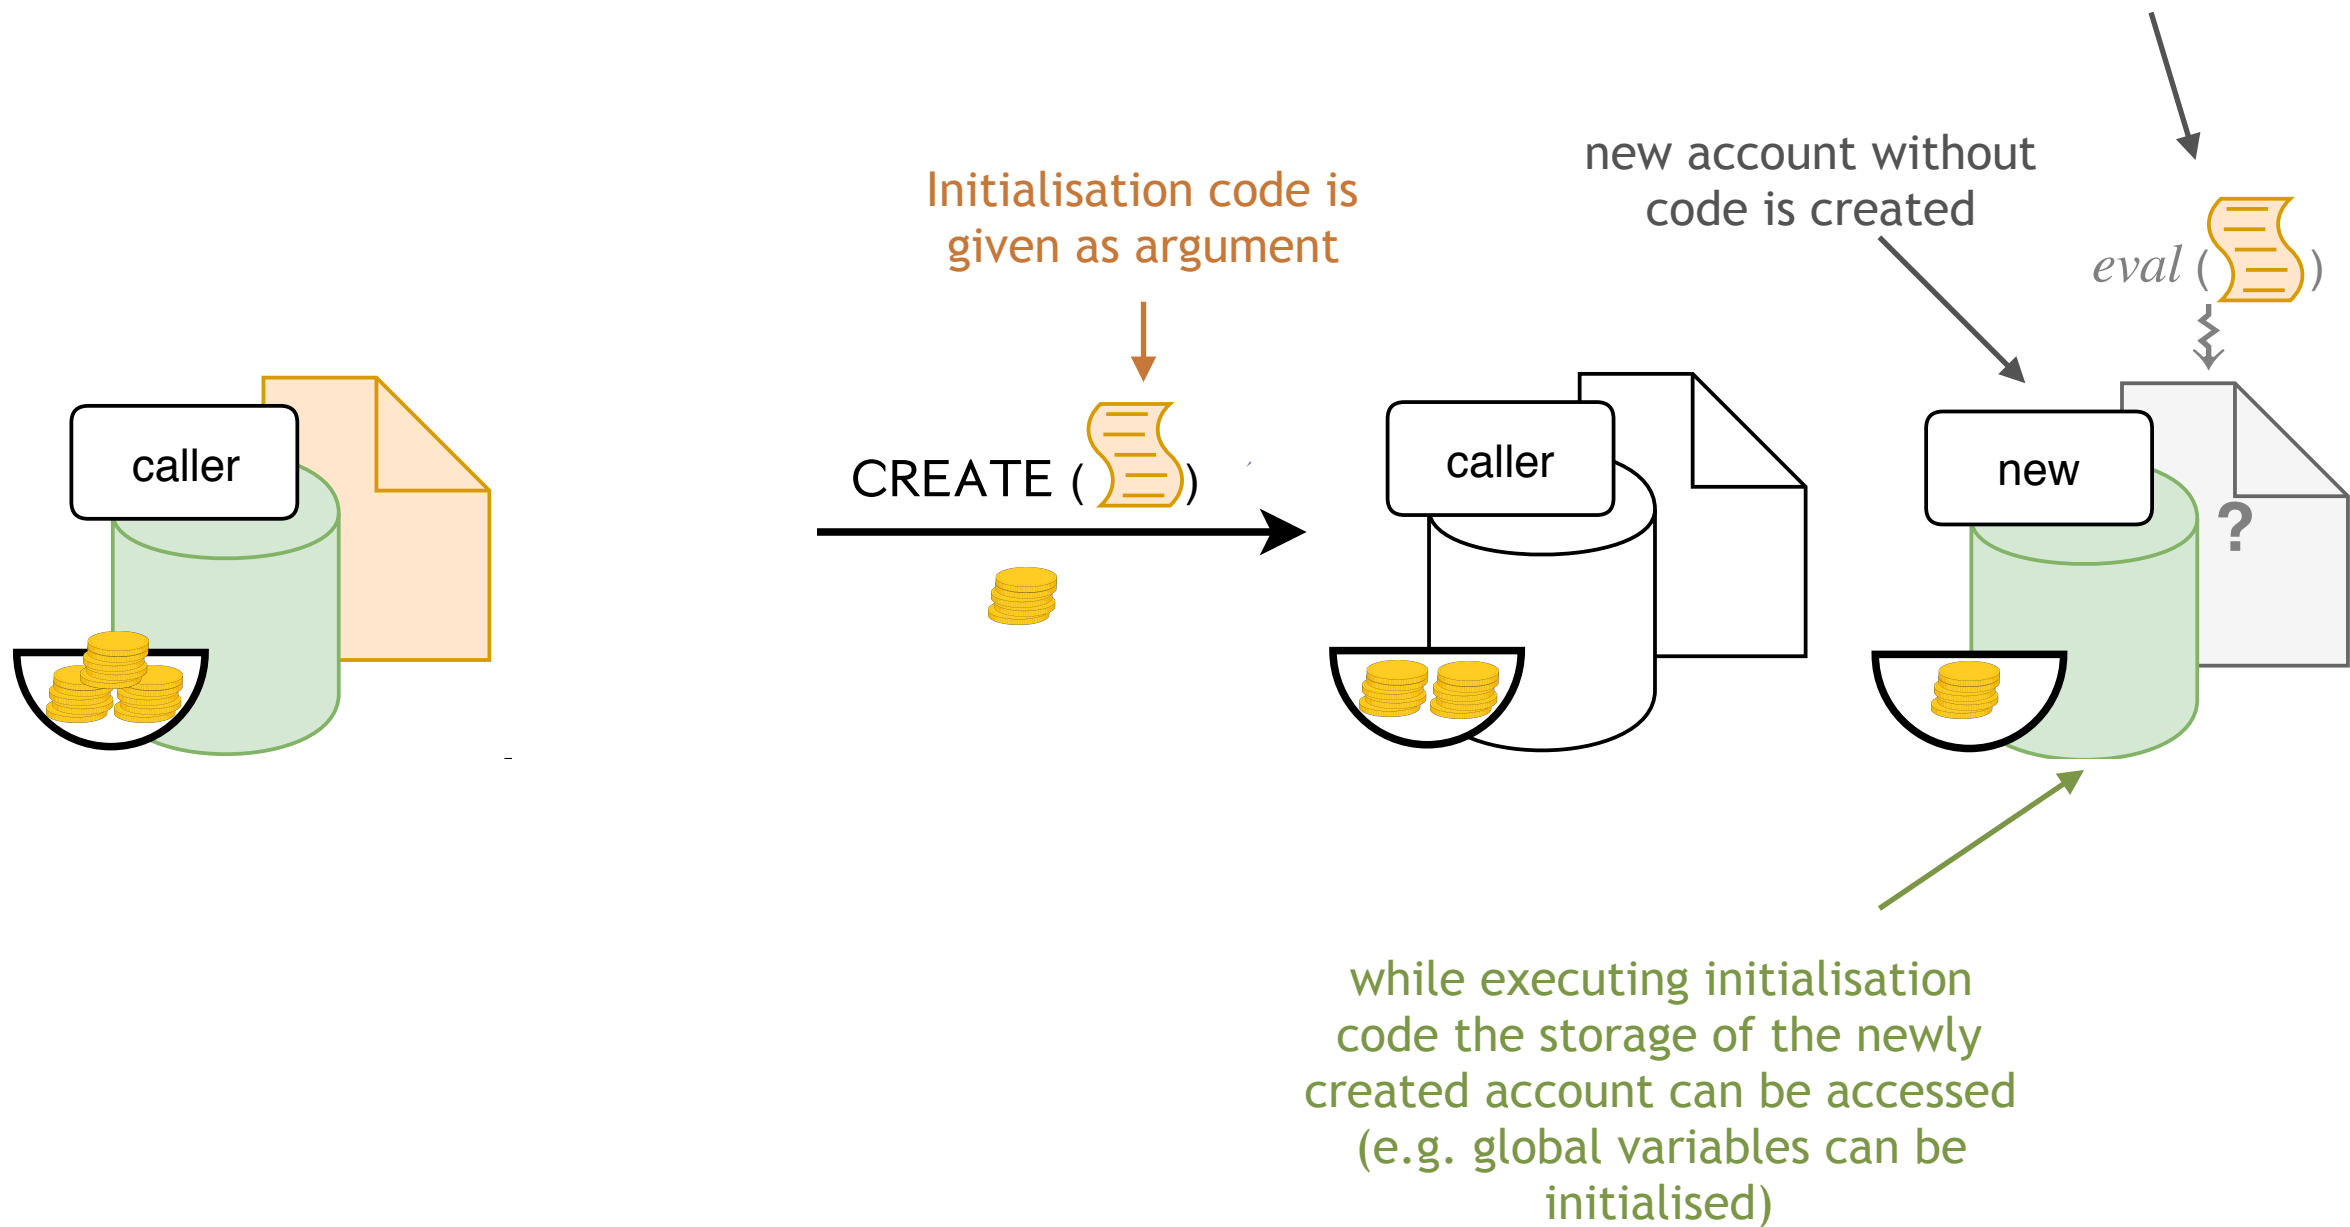 Initialisation code is
given as argument
new account without
code is created
eval ( )
caller
CREATE ( )
caller
new
?
while executing initialisation
code the storage of the newly
created account can be accessed
(e.g. global variables can be
initialised)